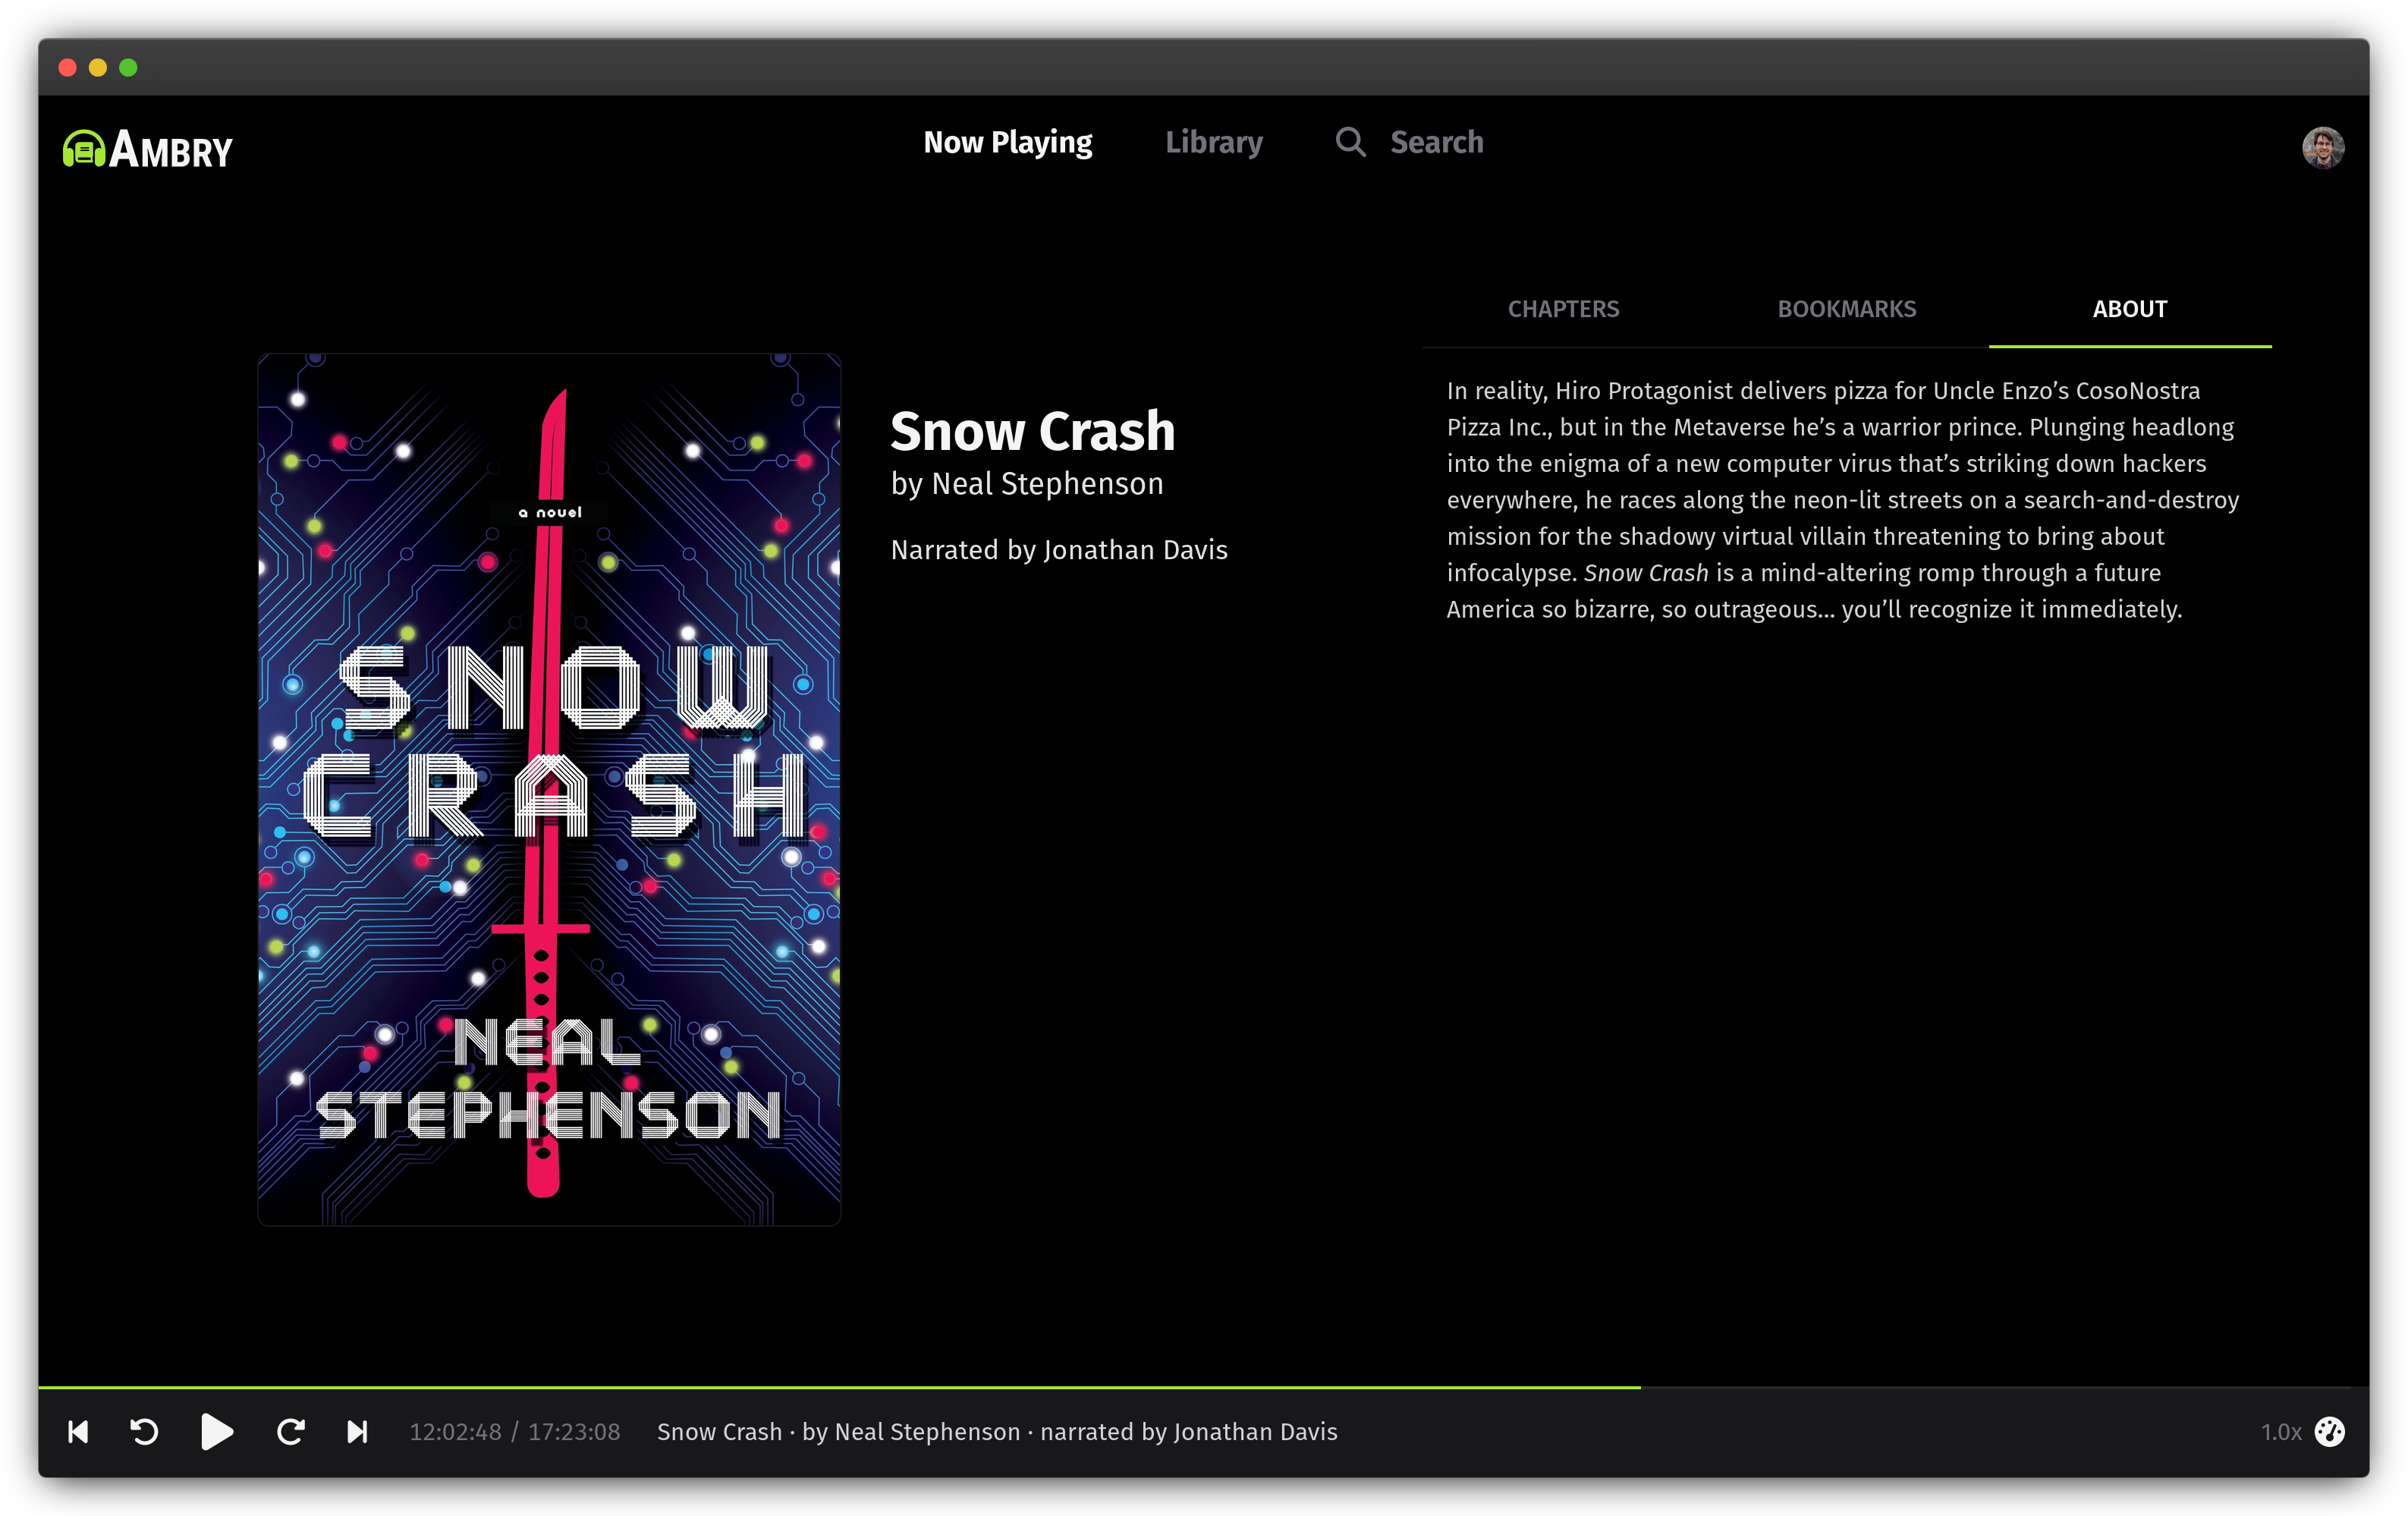 AMBRY
Now Playing
Library
Search
CHAPTERS
BOOKMARKS
ABOUT
a novel
SNOW
CRASH
NEAL
STEPHENSON
Snow Crash
by Neal Stephenson
Narrated by Jonathan Davis
In reality, Hiro Protagonist delivers pizza for Uncle Enzo’s CosoNostra
Pizza Inc., but in the Metaverse he’s a warrior prince. Plunging headlong
into the enigma of a new computer virus that’s striking down hackers
everywhere, he races along the neon-lit streets on a search-and-destroy
mission for the shadowy virtual villain threatening to bring about
infocalypse. Snow Crash is a mind-altering romp through a future
America so bizarre, so outrageous… you’ll recognize it immediately.
12:02:48 / 17:23:08
Snow Crash · by Neal Stephenson · narrated by Jonathan Davis
1.0x